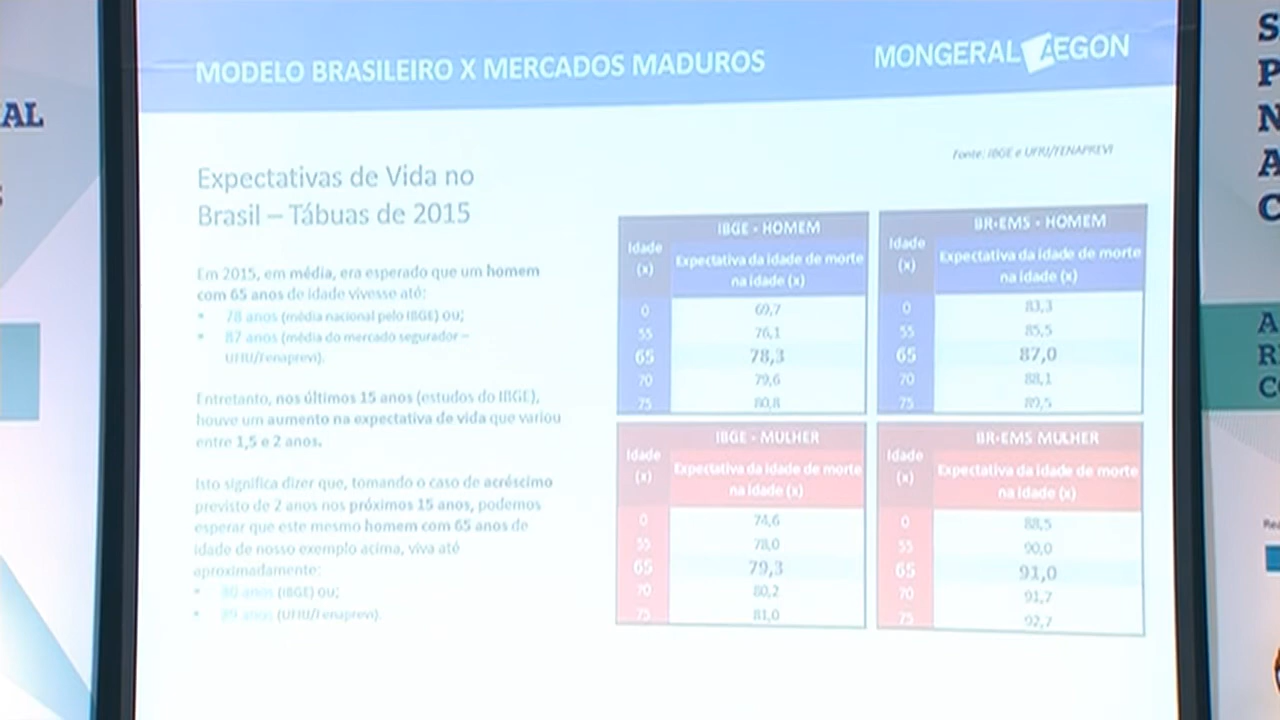 MODELO BRASILEIRO X MERCADOS MADUROS
MONGERAL AEGON
Fonte: IBGE e UFRJ/FENAPREVI
Expectativas de Vida no
Brasil – Tábuas de 2015
Em 2015, em média, era esperado que um homem
com 65 anos de idade vivesse até:
• 78 anos (média nacional pelo IBGE) ou;
• 87 anos (média do mercado segurador –
UFRJ/Fenaprevi).
Entretanto, nos últimos 15 anos (estudos do IBGE),
houve um aumento na expectativa de vida que variou
entre 1,5 e 2 anos.
Isto significa dizer que, tomando o caso de acréscimo
previsto de 2 anos nos próximos 15 anos, podemos
esperar que este mesmo homem com 65 anos de
idade de nosso exemplo acima, viva até
aproximadamente:
• 80 anos (IBGE) ou;
• 89 anos (UFRJ/Fenaprevi).
IBGE - HOMEM
Idade
(x)
Expectativa da idade de morte
na idade (x)
0 69,7
55 76,1
65 78,3
70 79,6
75 80,8
BR-EMS - HOMEM
Idade
(x)
Expectativa da idade de morte
na idade (x)
0 83,3
55 85,5
65 87,0
70 88,1
75 89,5
IBGE - MULHER
Idade
(x)
Expectativa da idade de morte
na idade (x)
0 74,6
55 78,0
65 79,3
70 80,2
75 81,0
BR-EMS MULHER
Idade
(x)
Expectativa da idade de morte
na idade (x)
0 88,5
55 90,0
65 91,0
70 91,7
75 92,7